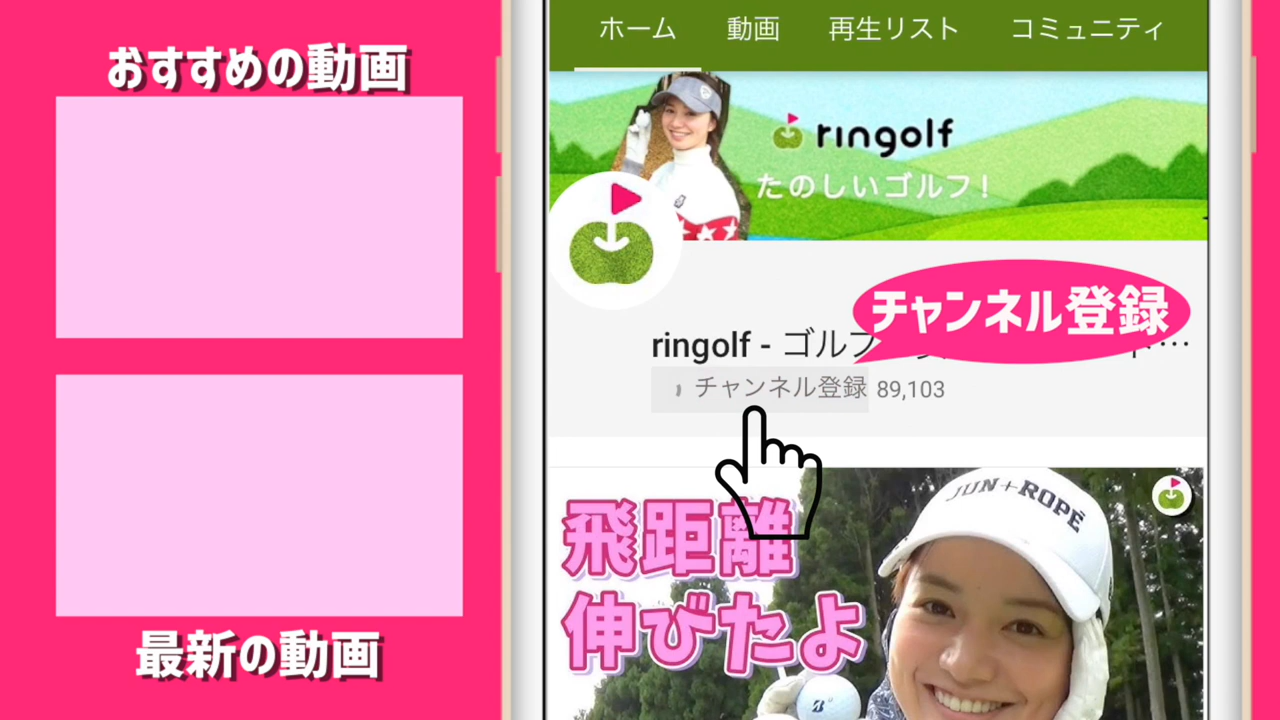 おすすめの動画
最新の動画
ホーム 動画 再生リスト コミュニティ
ringolf
たのしいゴルフ!
チャンネル登録
ringolf - ゴルフ
チャンネル登録 89,103
JUN+ROPÉ
飛距離
伸びたよ
B